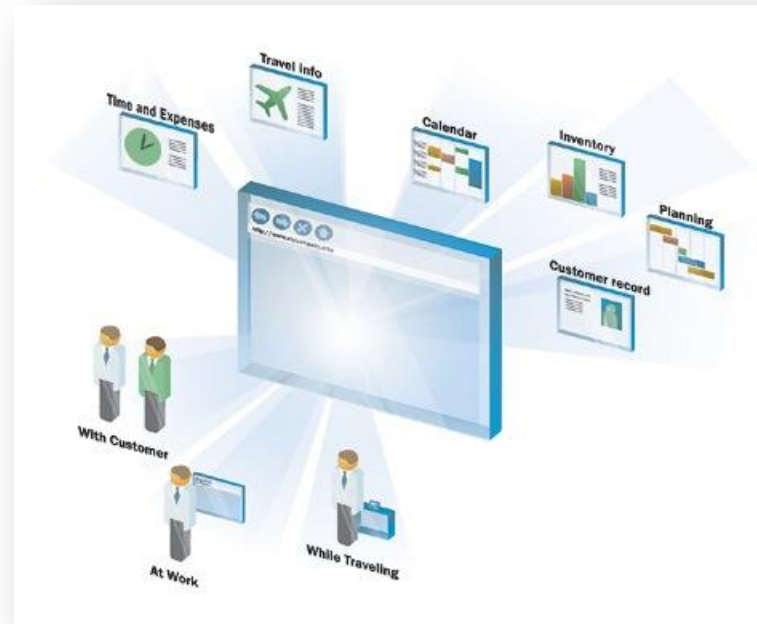 Travel Info
Time and Expenses
Calendar
Inventory
Planning
Customer record
With Customer
At Work
While Traveling